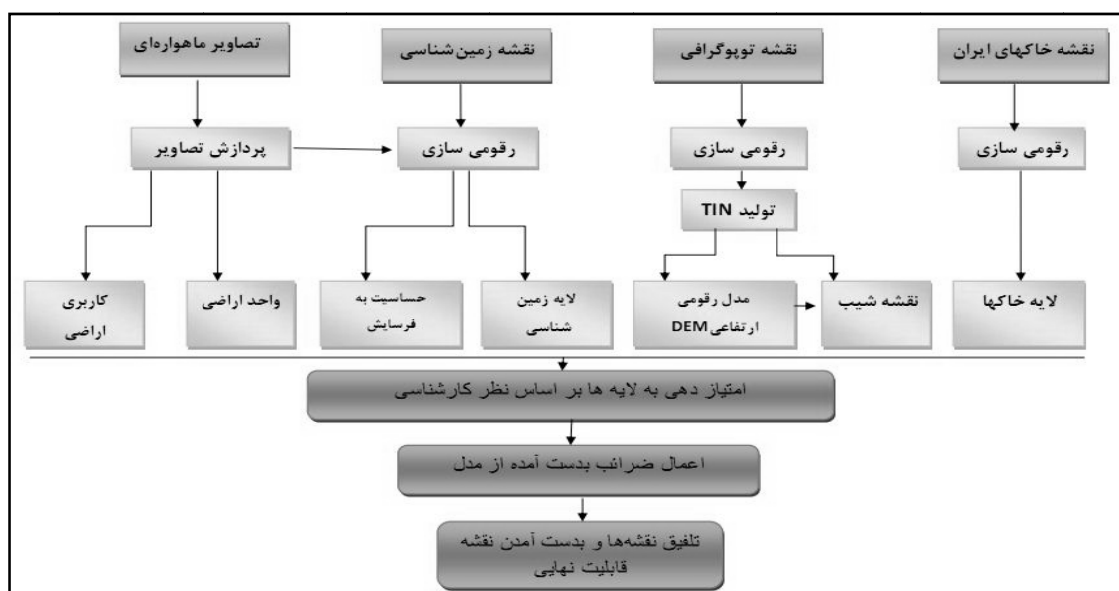 نقشه خاکهای ایران
نقشه توپوگرافی
نقشه زمین‌شناسی
تصاویر ماهواره‌ای
رقومی سازی
رقومی سازی
رقومی سازی
پردازش تصاویر
تولید TIN
لایه خاکها
نقشه شیب
مدل رقومی
ارتفاعی DEM
لایه زمین
شناسی
حساسیت به
فرسایش
واحد اراضی
کاربری
اراضی
امتیاز دهی به لایه ها بر اساس نظر کارشناسی
اعمال ضرائب بدست آمده از مدل
تلفیق نقشه‌ها و بدست آمدن نقشه
قابلیت نهایی